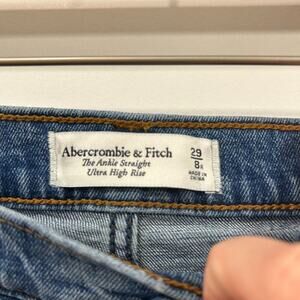 Abercrombie & Fitch
The Ankle Straight
Ultra High Rise
29
8R
MADE IN
CHINA